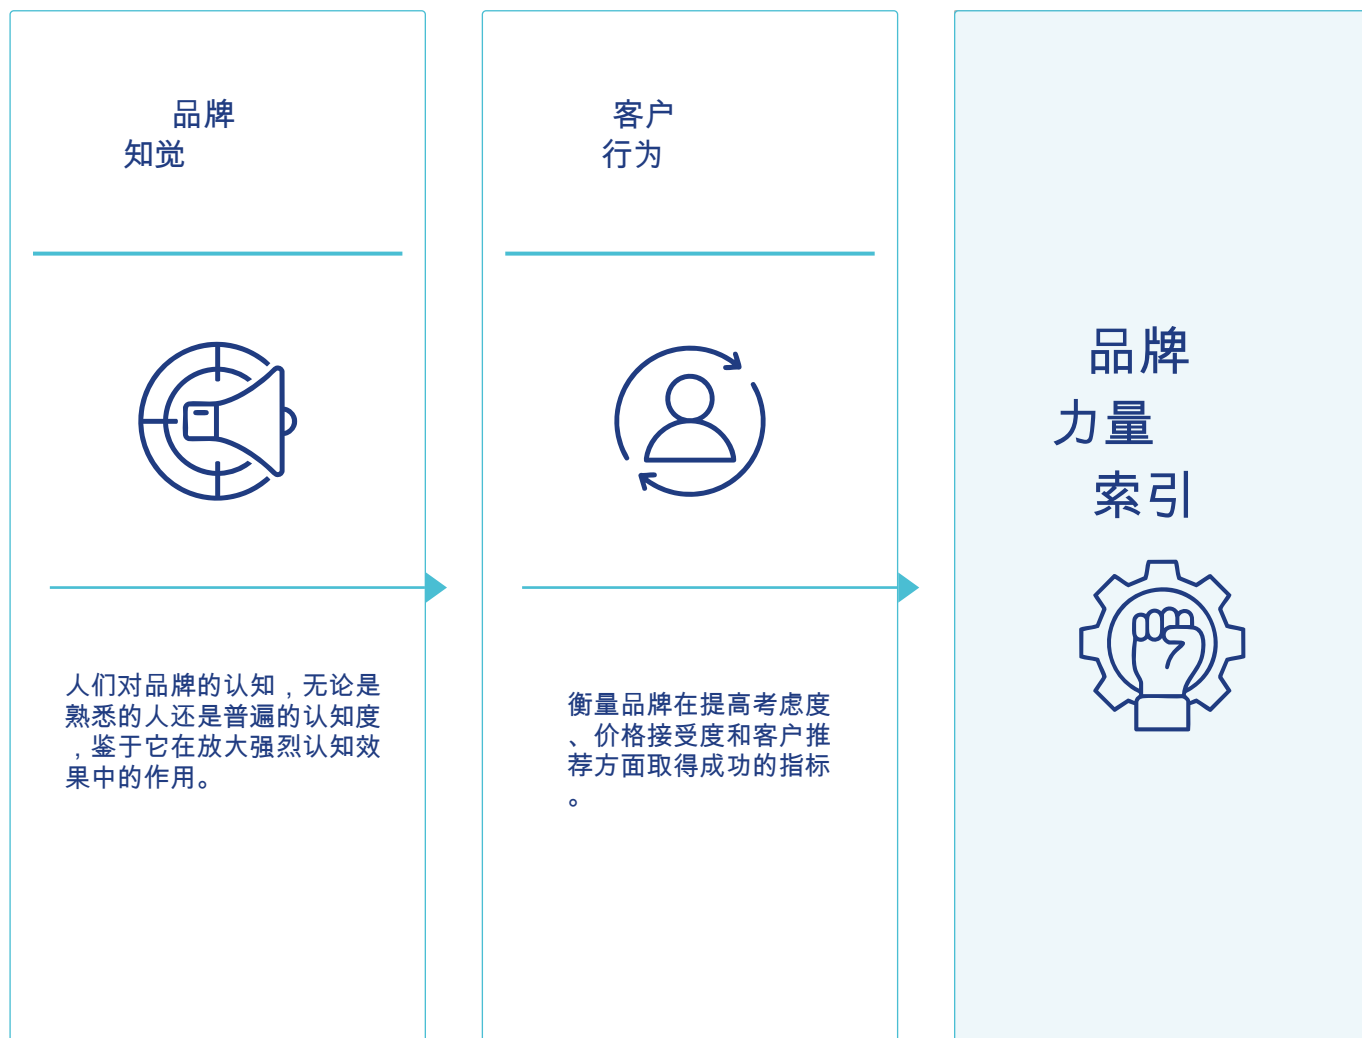 品牌
知觉
人们对品牌的认知，无论是
熟悉的人还是普遍的认知度
，鉴于它在放大强烈认知效
果中的作用。
客户
行为
衡量品牌在提高考虑度
、价格接受度和客户推
荐方面取得成功的指标
。
品牌
力量
索引